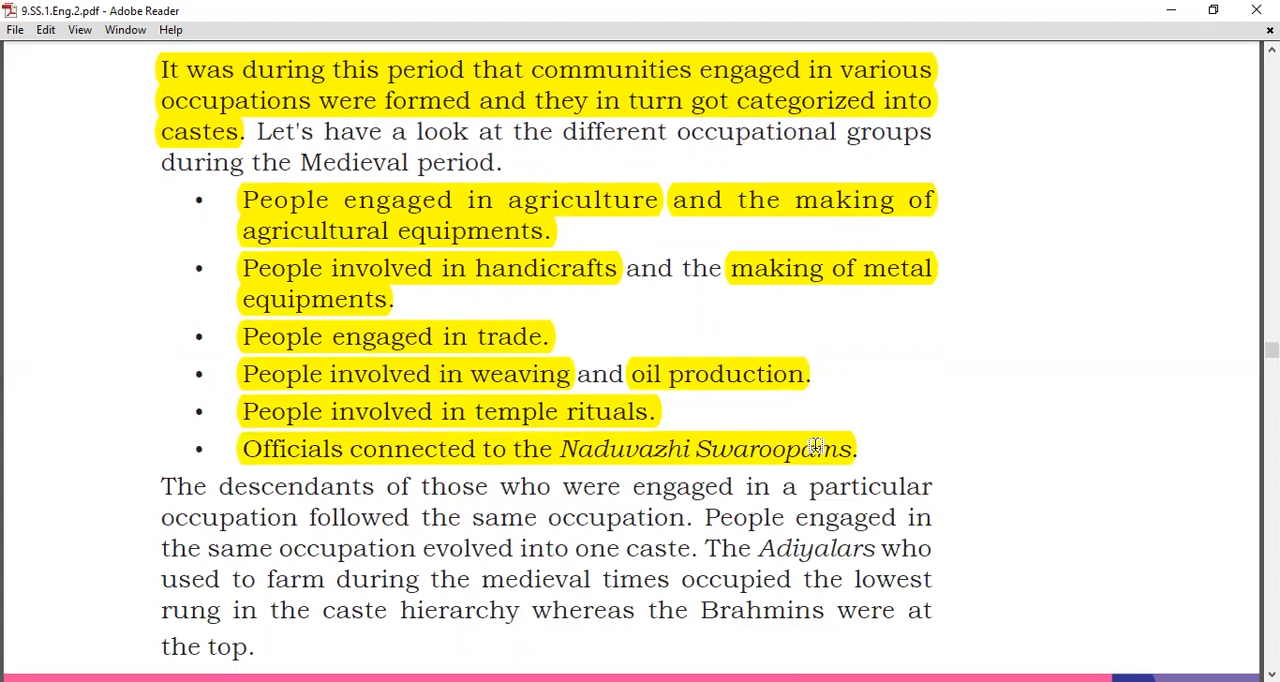 9.SS.1.Eng.2.pdf - Adobe Reader
File Edit View Window Help
It was during this period that communities engaged in various
occupations were formed and they in turn got categorized into
castes. Let's have a look at the different occupational groups
during the Medieval period.
• People engaged in agriculture and the making of
agricultural equipments.
• People involved in handicrafts and the making of metal
equipments.
• People engaged in trade.
• People involved in weaving and oil production.
• People involved in temple rituals.
• Officials connected to the Naduvazhi Swaroopams.
The descendants of those who were engaged in a particular
occupation followed the same occupation. People engaged in
the same occupation evolved into one caste. The Adiyalars who
used to farm during the medieval times occupied the lowest
rung in the caste hierarchy whereas the Brahmins were at
the top.